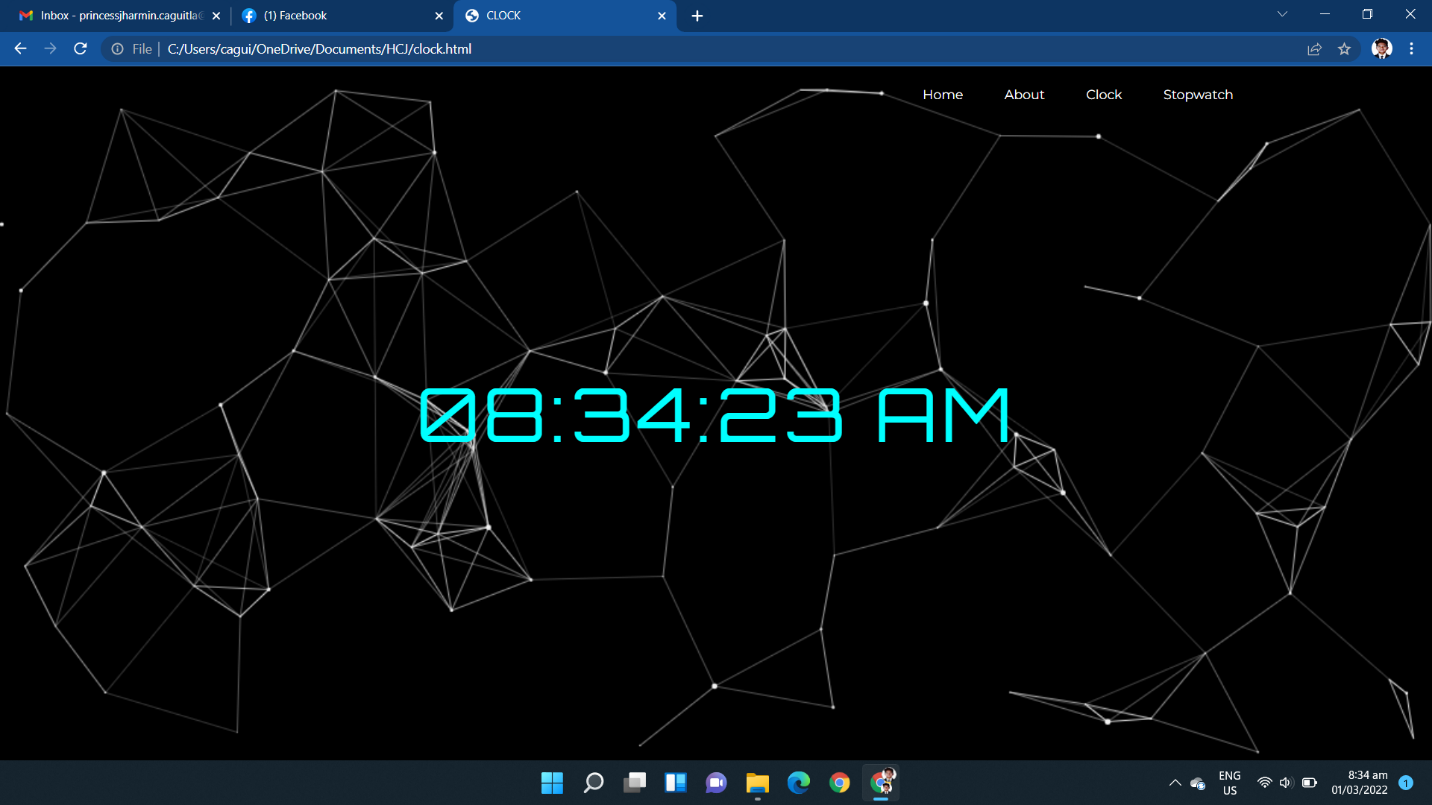 Inbox - princessjharmin.caguitla@
(1) Facebook
CLOCK
File | C:/Users/cagui/OneDrive/Documents/HCJ/clock.html
Home About Clock Stopwatch
08:34:23 AM
ENG
US
8:34 am
01/03/2022
1